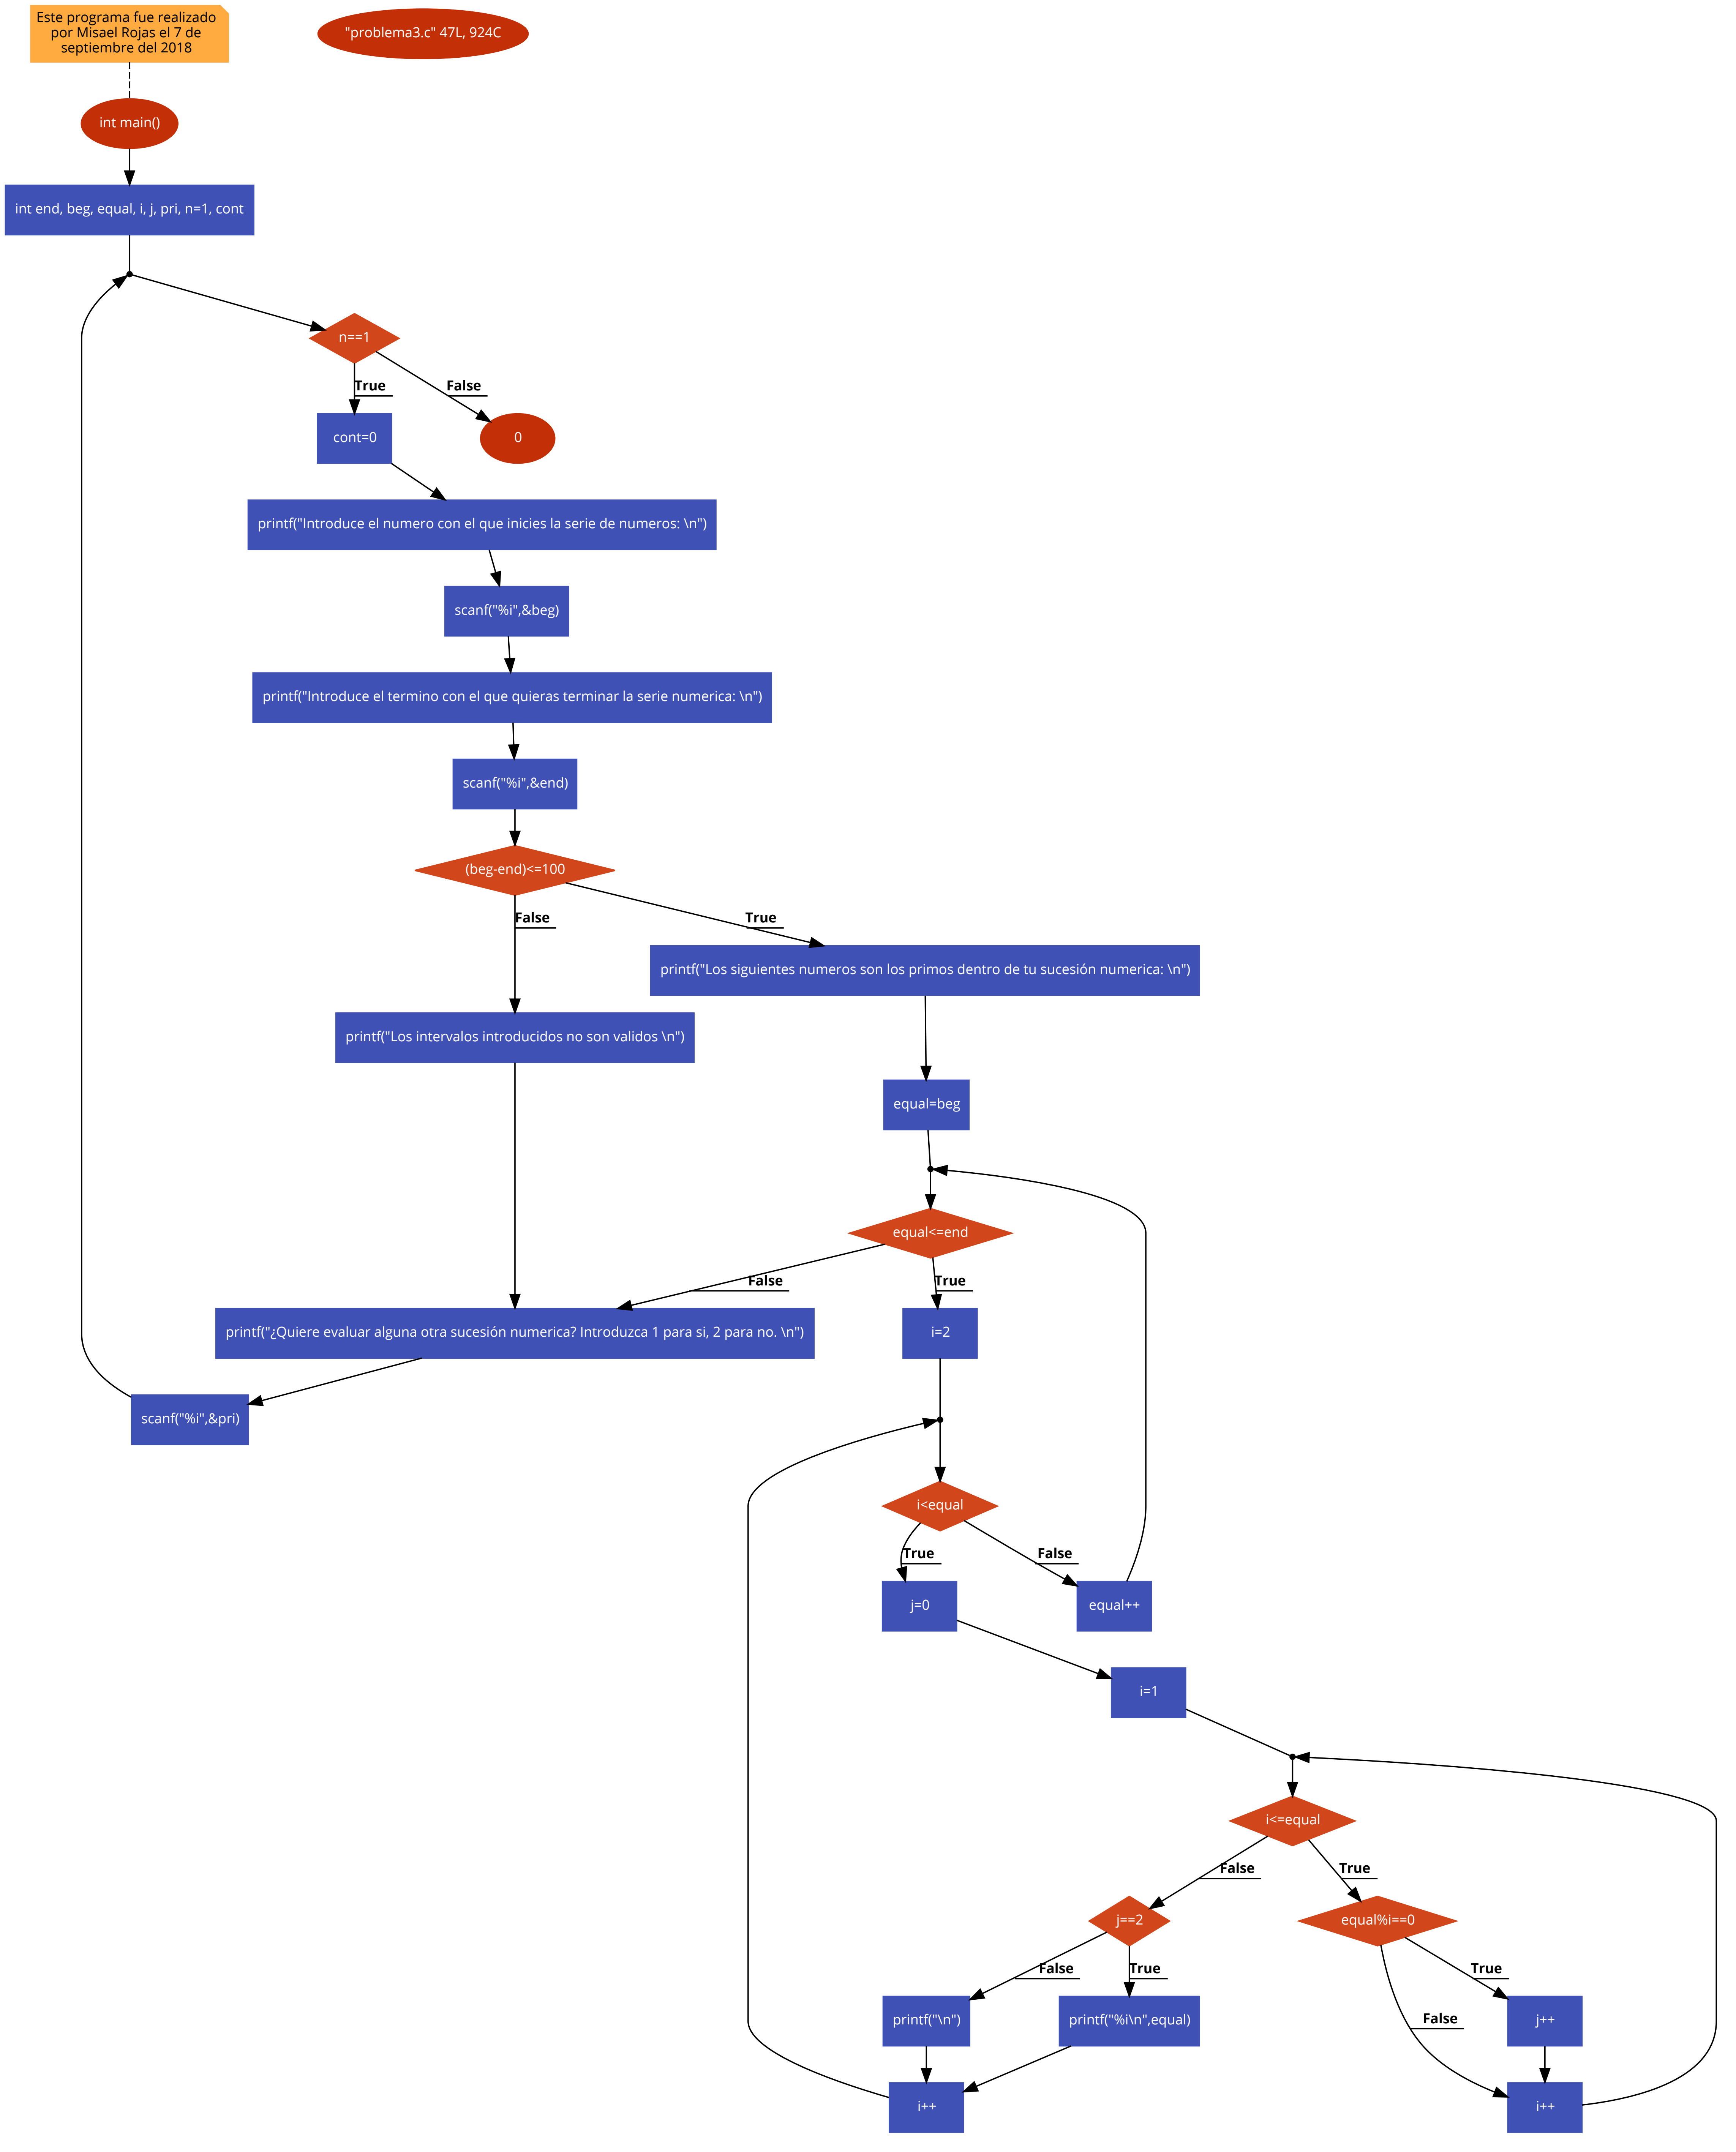 Este programa fue realizado
por Misael Rojas el 7 de
septiembre del 2018
"problema3.c" 47L, 924C
int main()
int end, beg, equal, i, j, pri, n=1, cont
n==1
True
False
cont=0
0
printf("Introduce el numero con el que inicies la serie de numeros: \n")
scanf("%i",&beg)
printf("Introduce el termino con el que quieras terminar la serie numerica: \n")
scanf("%i",&end)
(beg-end)<=100
False
True
printf("Los siguientes numeros son los primos dentro de tu sucesión numerica: \n")
printf("Los intervalos introducidos no son validos \n")
equal=beg
equal<=end
False
True
printf("¿Quiere evaluar alguna otra sucesión numerica? Introduzca 1 para si, 2 para no. \n")
i=2
scanf("%i",&pri)
i<equal
True
False
j=0
equal++
i=1
i<=equal
False
True
j==2
equal%i==0
False
True
True
False
printf("\n")
printf("%i\n",equal)
j++
i++
i++